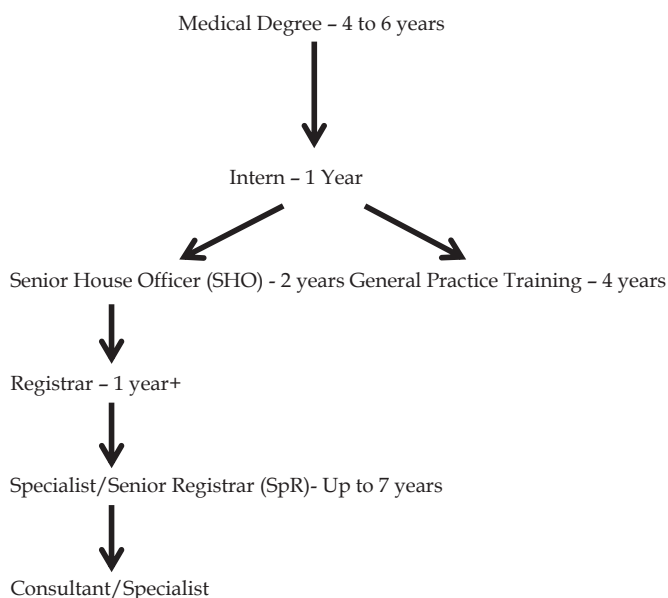 Medical Degree – 4 to 6 years
Intern – 1 Year
Senior House Officer (SHO) - 2 years General Practice Training – 4 years
Registrar – 1 year+
Specialist/Senior Registrar (SpR)- Up to 7 years
Consultant/Specialist